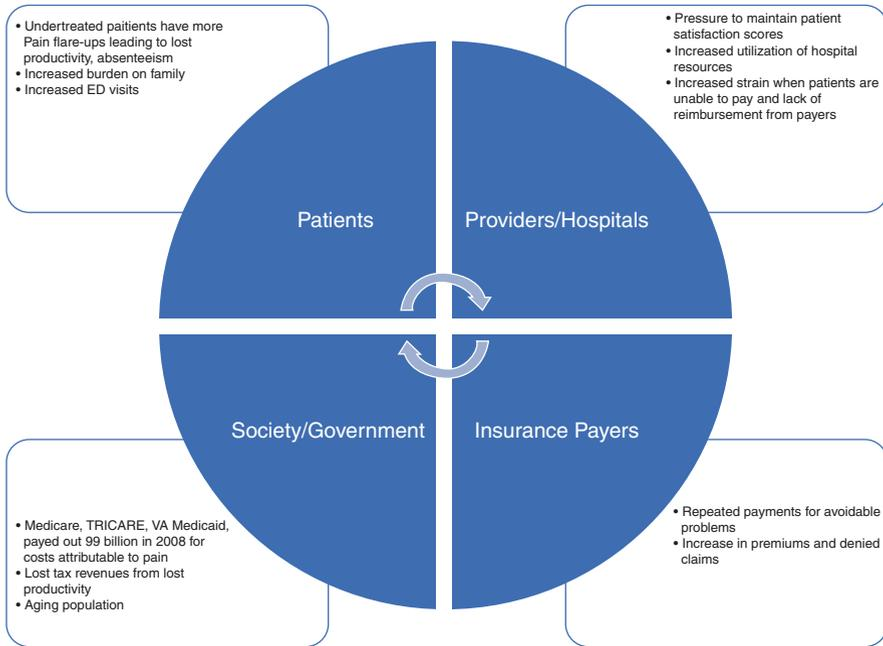 • Undertreated paitients have more
Pain flare-ups leading to lost
productivity, absenteeism
• Increased burden on family
• Increased ED visits
• Pressure to maintain patient
satisfaction scores
• Increased utilization of hospital
resources
• Increased strain when patients are
unable to pay and lack of
reimbursement from payers
Patients
Providers/Hospitals
Society/Government
Insurance Payers
• Medicare, TRICARE, VA Medicaid,
payed out 99 billion in 2008 for
costs attributable to pain
• Lost tax revenues from lost
productivity
• Aging population
• Repeated payments for avoidable
problems
• Increase in premiums and denied
claims